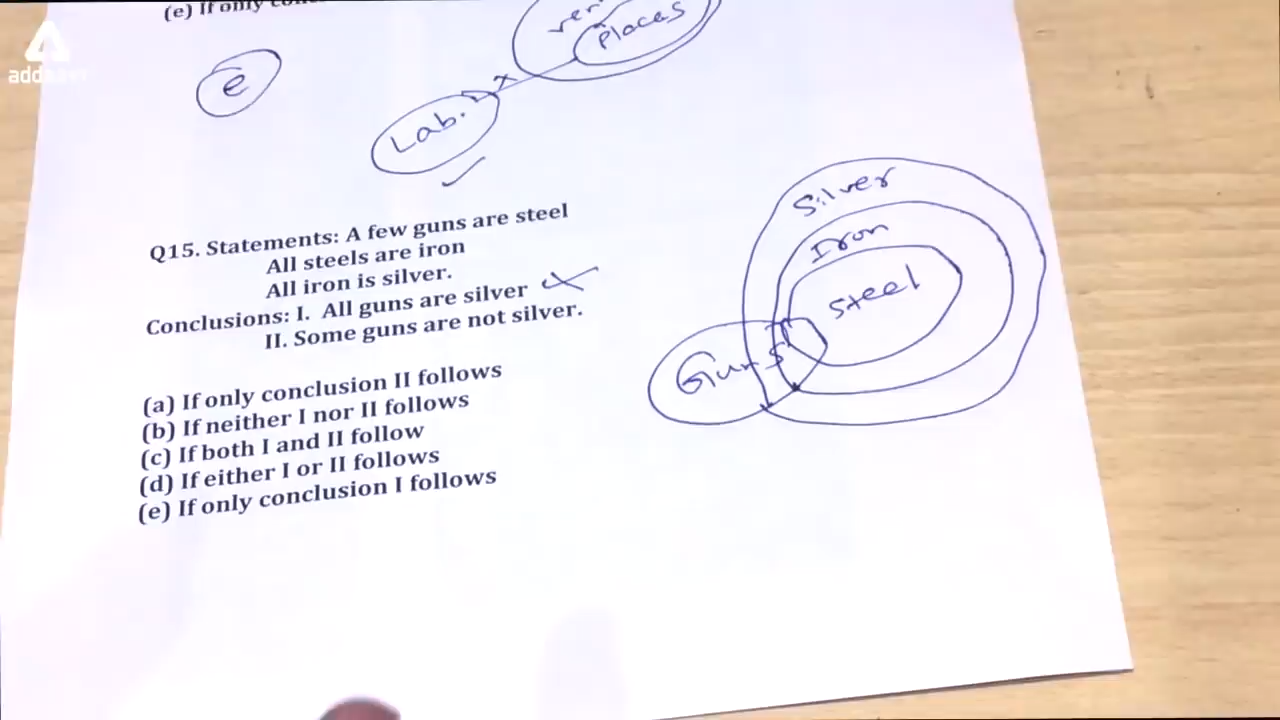 (e) If only
places
e
Lab.
Silver
Iron
Steel
Guns
Q15. Statements: A few guns are steel
All steels are iron
All iron is silver.
Conclusions: I. All guns are silver
II. Some guns are not silver.
(a) If only conclusion II follows
(b) If neither I nor II follows
(c) If both I and II follow
(d) If either I or II follows
(e) If only conclusion I follows